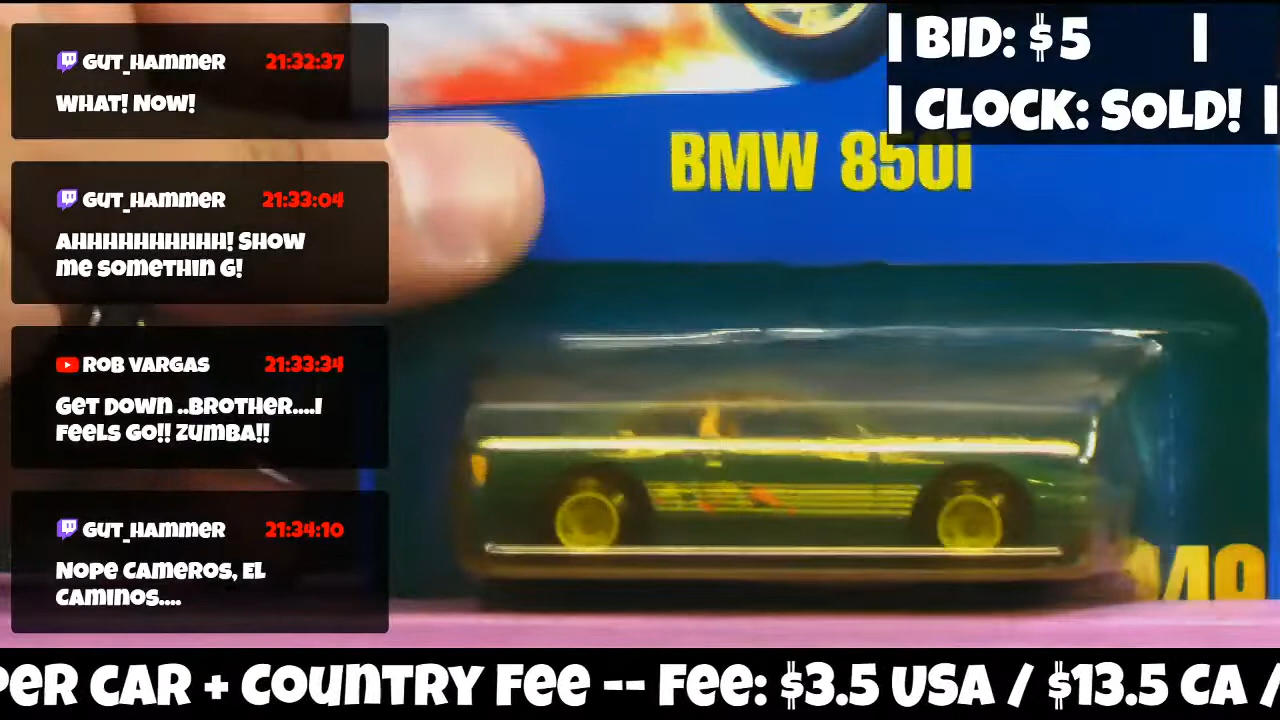 GUT_HAMMER 21:32:37
WHAT! NOW!
GUT_HAMMER 21:33:04
AHHHHHHHHHH! SHOW
ME SOMETHIN G!
ROB VARGAS 21:33:34
GET DOWN ..BROTHER....I
FEELS GO!! ZUMBA!!
GUT_HAMMER 21:34:10
NOPE CAMEROS, EL
CAMINOS....
| BID: $5 |
| CLOCK: SOLD! |
BMW 850i
PER CAR + COUNTRY FEE -- FEE: $3.5 USA / $13.5 CA /